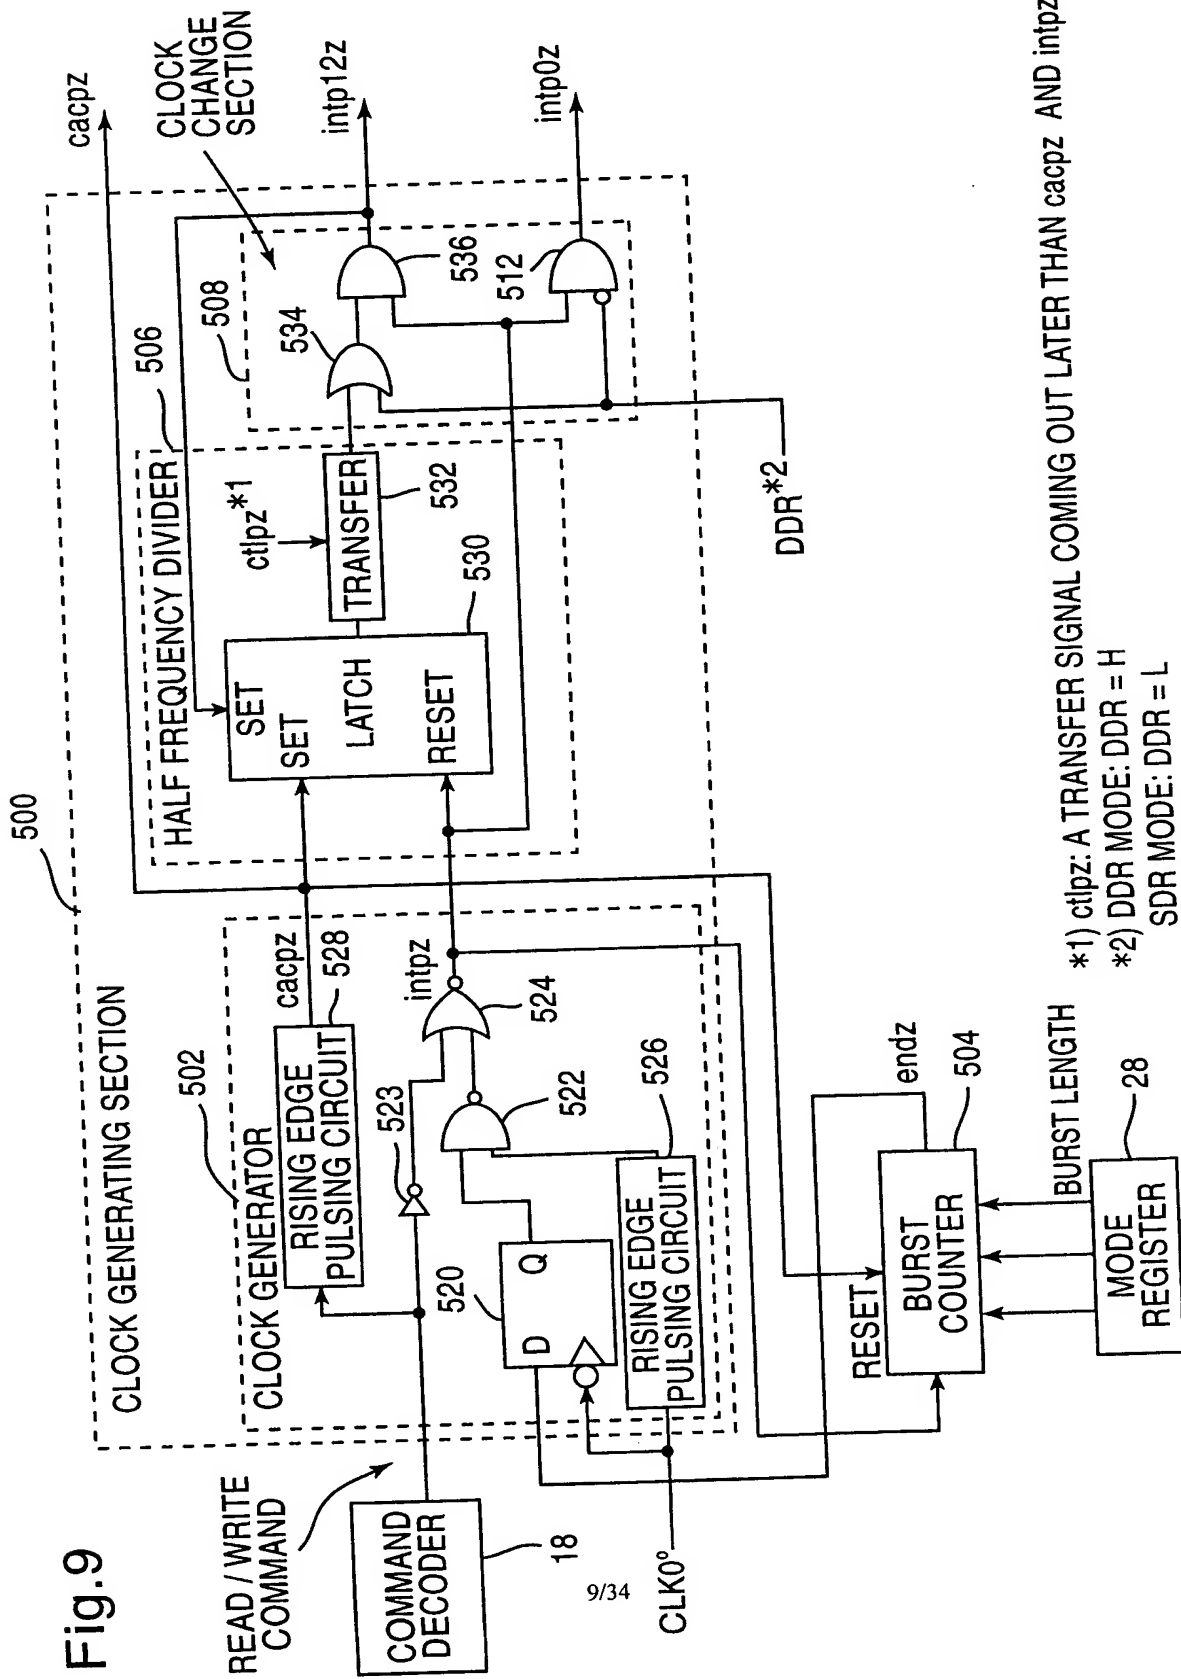 Fig.9
500
CLOCK GENERATING SECTION
502
CLOCK GENERATOR
READ / WRITE
COMMAND
COMMAND
DECODER
18
RISING EDGE
PULSING CIRCUIT
528
cacpz
523
intpz
524
522
526
520
D
Q
RISING EDGE
PULSING CIRCUIT
CLK0°
HALF FREQUENCY DIVIDER
506
SET
SET
LATCH
RESET
530
ctlpz*1
TRANSFER
532
508
534
536
512
CLOCK
CHANGE
SECTION
cacpz
intp12z
intp0z
DDR*2
RESET
BURST
COUNTER
endz
504
BURST LENGTH
MODE
REGISTER
28
*1) ctlpz: A TRANSFER SIGNAL COMING OUT LATER THAN cacpz AND intpz
*2) DDR MODE: DDR = H
SDR MODE: DDR = L
9/34